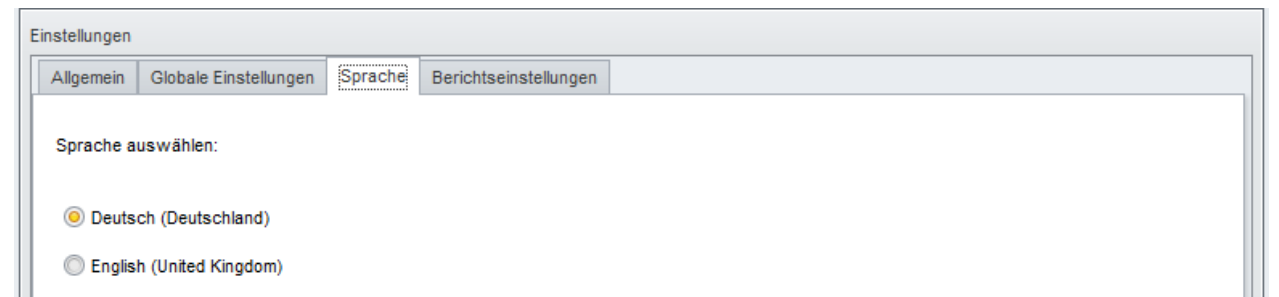 Einstellungen
Allgemein Globale Einstellungen Sprache Berichtseinstellungen
Sprache auswählen:
Deutsch (Deutschland)
English (United Kingdom)